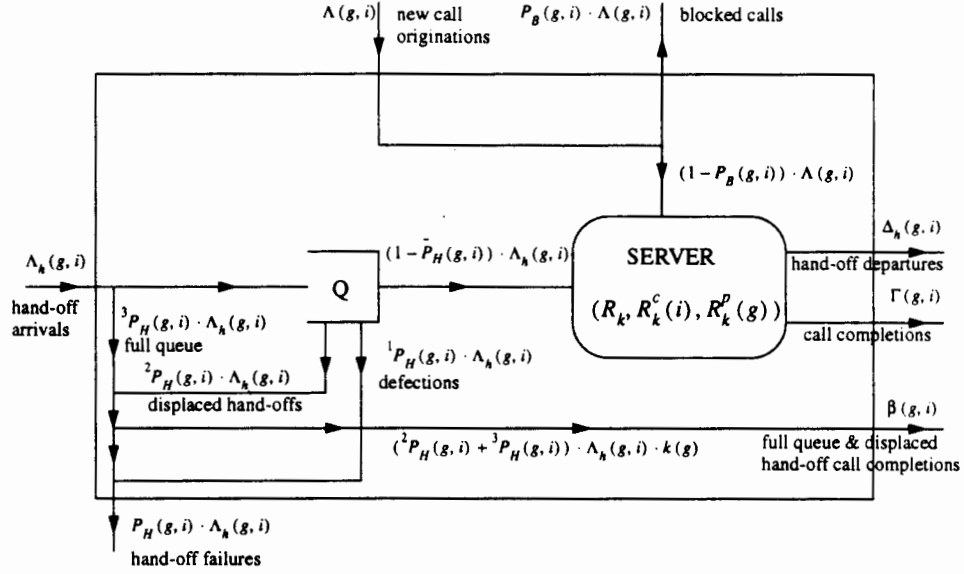 Λ(g, i)
new call
originations
P_B(g, i) · Λ(g, i)
blocked calls
(1−P_B(g, i)) · Λ(g, i)
Λ_h(g, i)
hand-off
arrivals
(1−P̄_H(g, i)) · Λ_h(g, i)
Q
SERVER
(R_k, R_k^c(i), R_k^p(g))
Δ_h(g, i)
hand-off departures
Γ(g, i)
call completions
³P_H(g, i) · Λ_h(g, i)
full queue
²P_H(g, i) · Λ_h(g, i)
displaced hand-offs
¹P_H(g, i) · Λ_h(g, i)
defections
β(g, i)
(²P_H(g, i) + ³P_H(g, i)) · Λ_h(g, i) · k(g)
full queue & displaced
hand-off call completions
P_H(g, i) · Λ_h(g, i)
hand-off failures